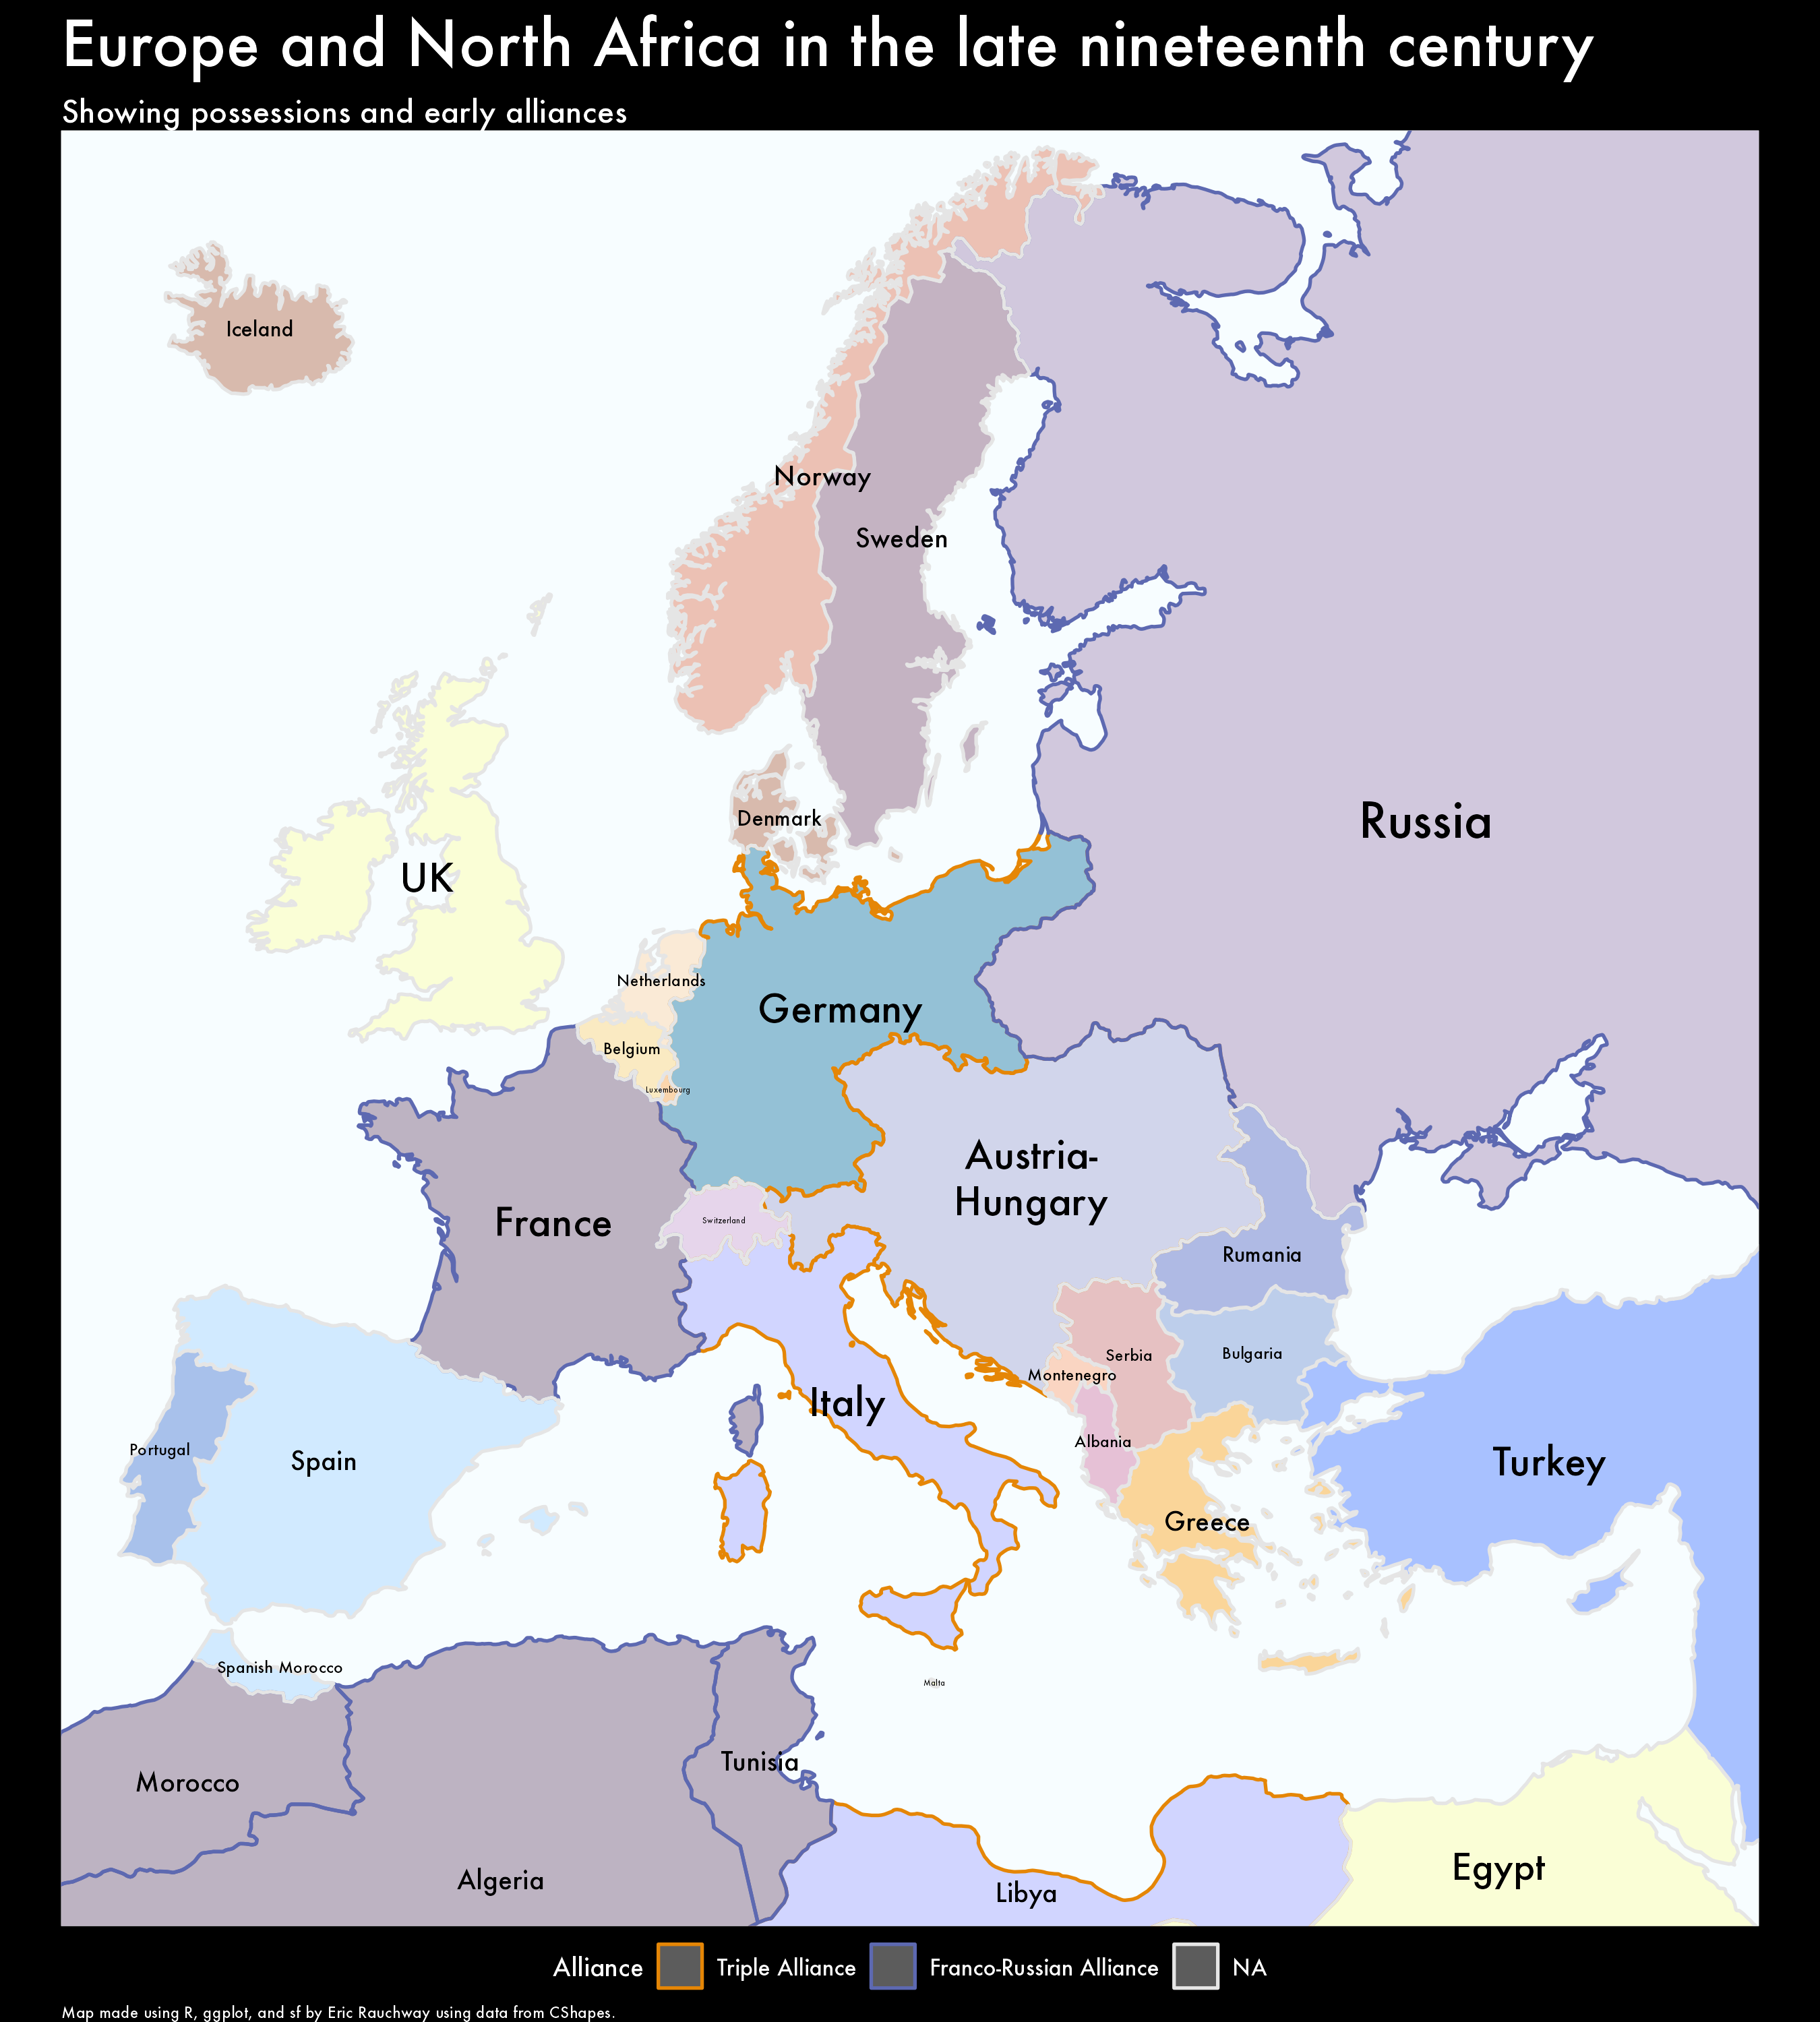 Europe and North Africa in the late nineteenth century
Showing possessions and early alliances
Iceland
Norway
Sweden
Russia
Denmark
UK
Netherlands
Germany
Belgium
Luxembourg
Austria-
Hungary
France
Switzerland
Rumania
Serbia
Bulgaria
Montenegro
Italy
Albania
Portugal
Spain
Turkey
Greece
Spanish Morocco
Malta
Tunisia
Morocco
Egypt
Algeria
Libya
Alliance Triple Alliance Franco-Russian Alliance NA
Map made using R, ggplot, and sf by Eric Rauchway using data from CShapes.